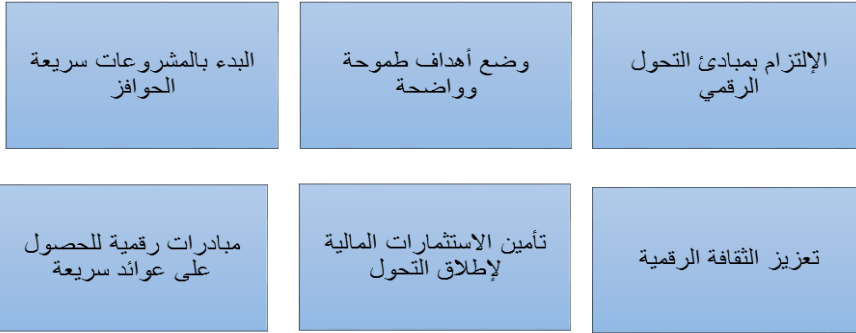 الإلتزام بمبادئ التحول
الرقمي
وضع أهداف طموحة
وواضحة
البدء بالمشروعات سريعة
الحوافز
تعزيز الثقافة الرقمية
تأمين الاستثمارات المالية
لإطلاق التحول
مبادرات رقمية للحصول
على عوائد سريعة